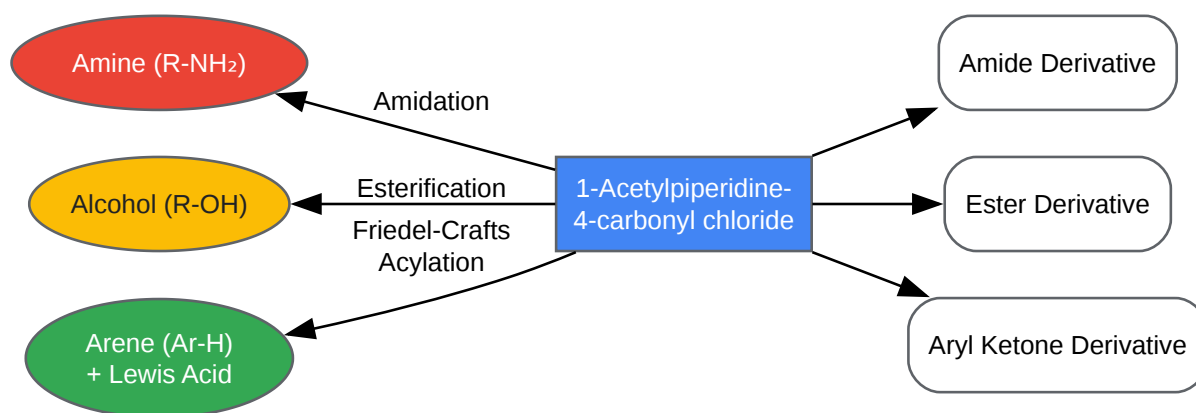 Amine (R-NH₂)
Amidation
Amide Derivative
Alcohol (R-OH)
Esterification
1-Acetylpiperidine-
4-carbonyl chloride
Ester Derivative
Friedel-Crafts
Acylation
Arene (Ar-H)
+ Lewis Acid
Aryl Ketone Derivative